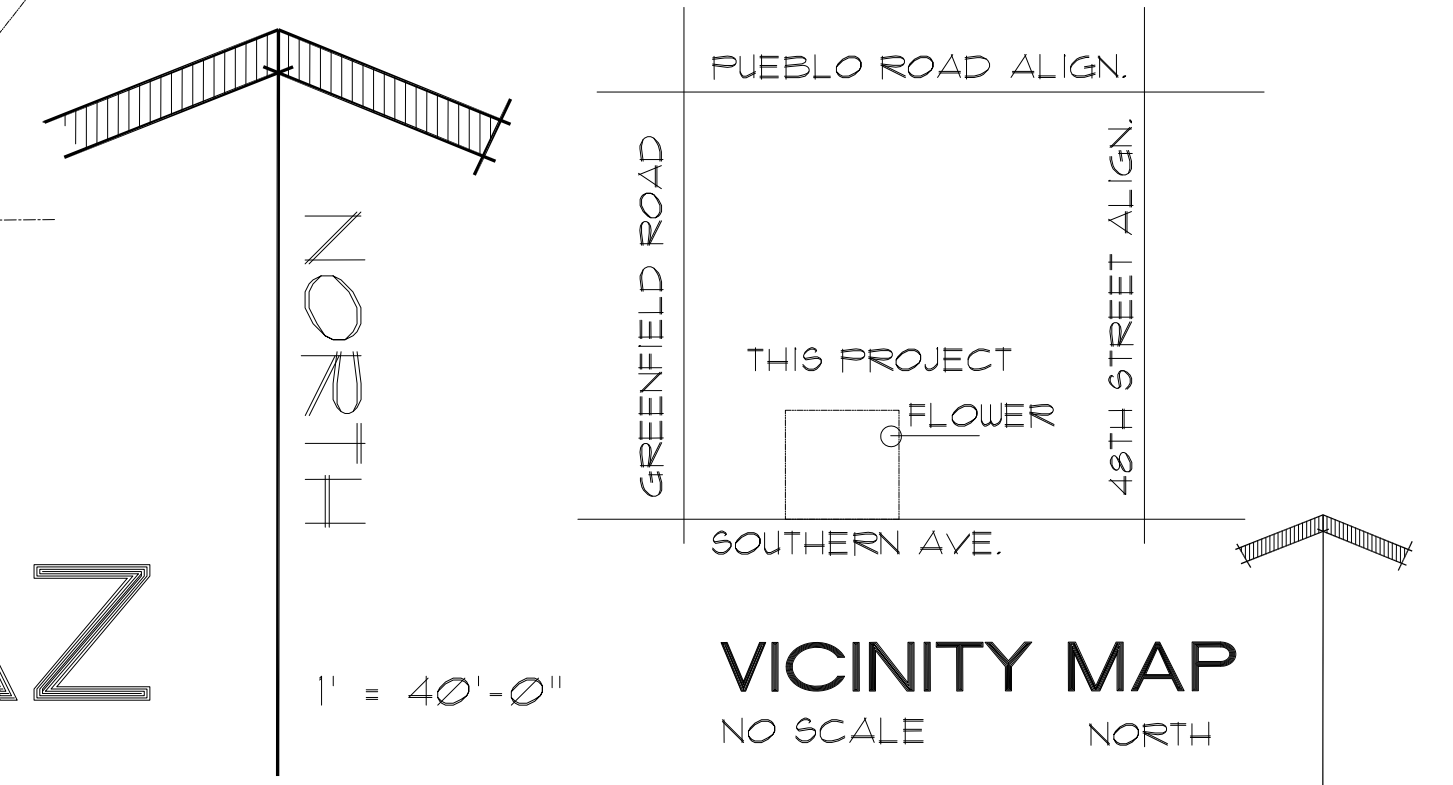 PUEBLO ROAD ALIGN.
GREENFIELD ROAD
48TH STREET ALIGN.
NORTH
THIS PROJECT
FLOWER
SOUTHERN AVE.
AZ
1' = 40'-0"
VICINITY MAP
NO SCALE
NORTH